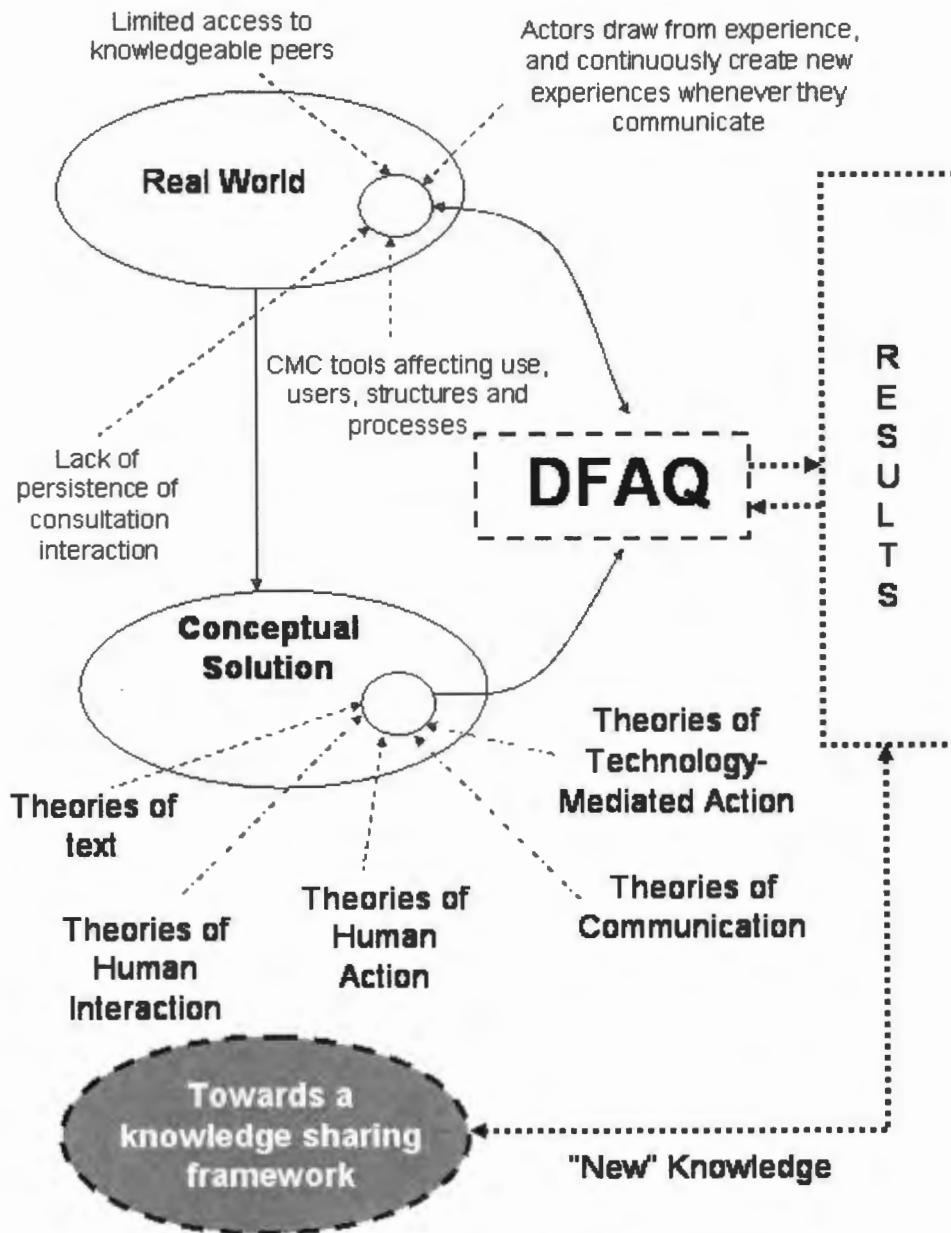 Limited access to
knowledgeable peers
Actors draw from experience,
and continuously create new
experiences whenever they
communicate
Real World
CMC tools affecting use,
users, structures and
processes
Lack of
persistence of
consultation
interaction
DFAQ
R
E
S
U
L
T
S
Conceptual
Solution
Theories of
Technology-
Mediated Action
Theories of
text
Theories of
Human
Interaction
Theories of
Human
Action
Theories of
Communication
Towards a
knowledge sharing
framework
"New" Knowledge